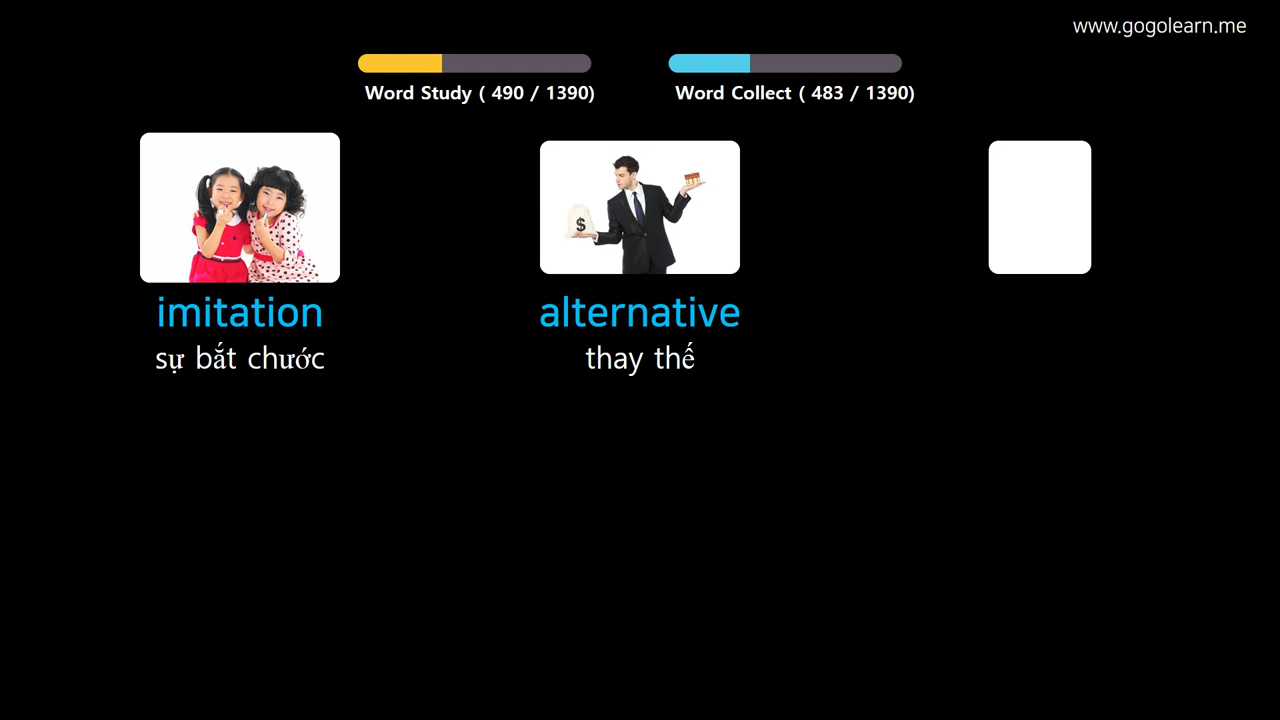 www.gogolearn.me
Word Study ( 490 / 1390)
Word Collect ( 483 / 1390)
$
imitation
alternative
sự bắt chước
thay thế